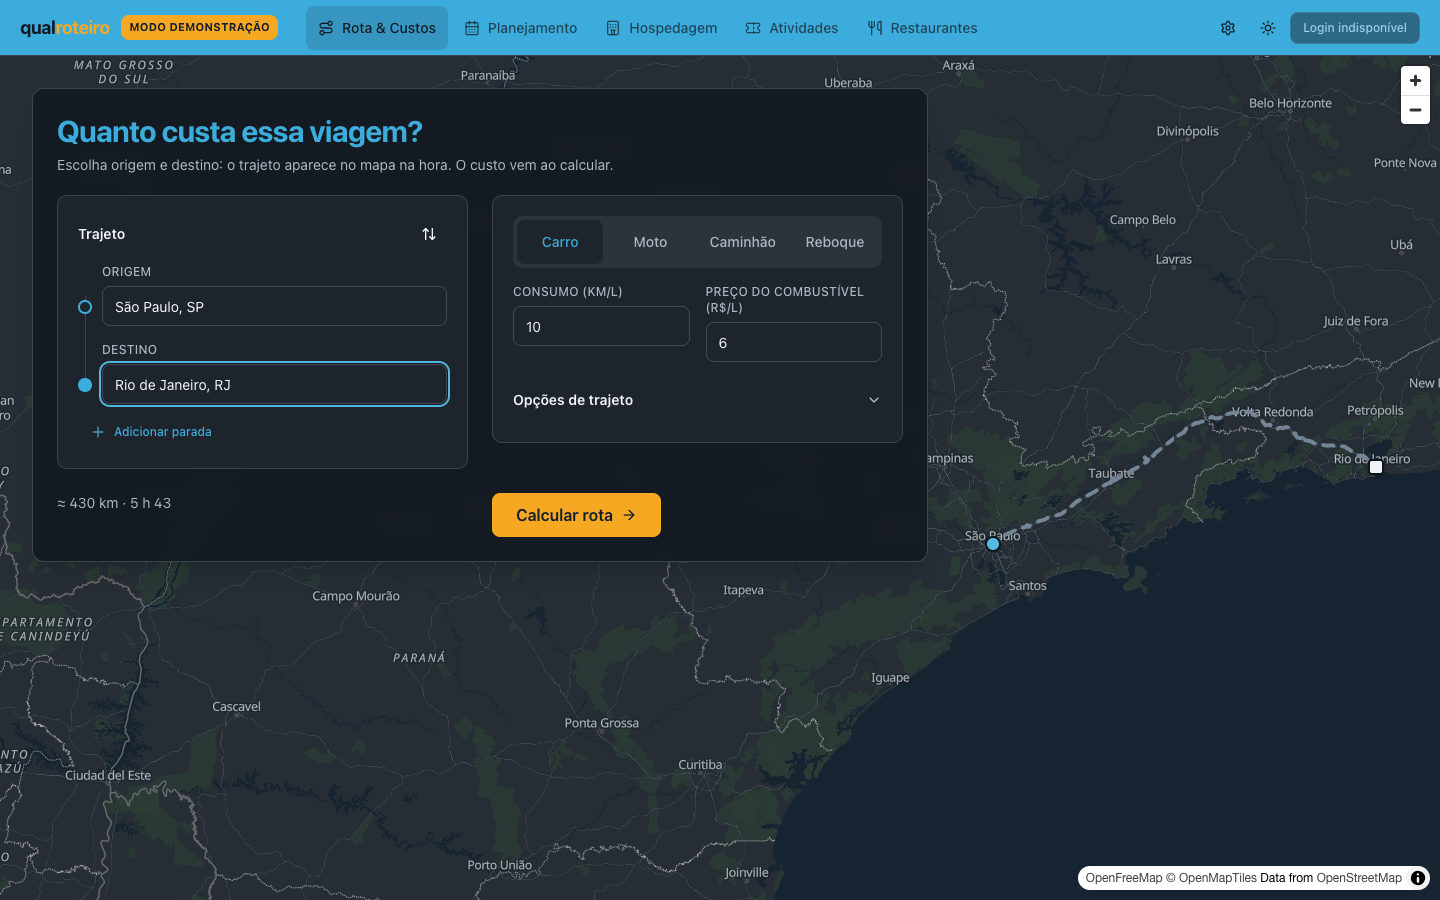 qualroteiro
MODO DEMONSTRAÇÃO
Rota & Custos
Planejamento
Hospedagem
Atividades
Restaurantes
Login indisponível
MATO GROSSO
DO SUL
Paranaíba
Uberaba
Araxá
Belo Horizonte
Divinópolis
Ponte Nova
Campo Belo
Ubá
Lavras
Juiz de Fora
Quanto custa essa viagem?
Escolha origem e destino: o trajeto aparece no mapa na hora. O custo vem ao calcular.
Trajeto
ORIGEM
São Paulo, SP
DESTINO
Rio de Janeiro, RJ
Adicionar parada
≈ 430 km · 5 h 43
Carro
Moto
Caminhão
Reboque
CONSUMO (KM/L)
10
PREÇO DO COMBUSTÍVEL
(R$/L)
6
Opções de trajeto
Calcular rota
New
Volta Redonda
Petrópolis
ampinas
Rio de Janeiro
Taubate
São Paulo
Santos
Itapeva
Campo Mourão
PARTAMENTO
E CANINDEYÚ
PARANÁ
Iguape
Cascavel
Ponta Grossa
Curitiba
Ciudad del Este
Porto União
Joinville
OpenFreeMap © OpenMapTiles Data from OpenStreetMap